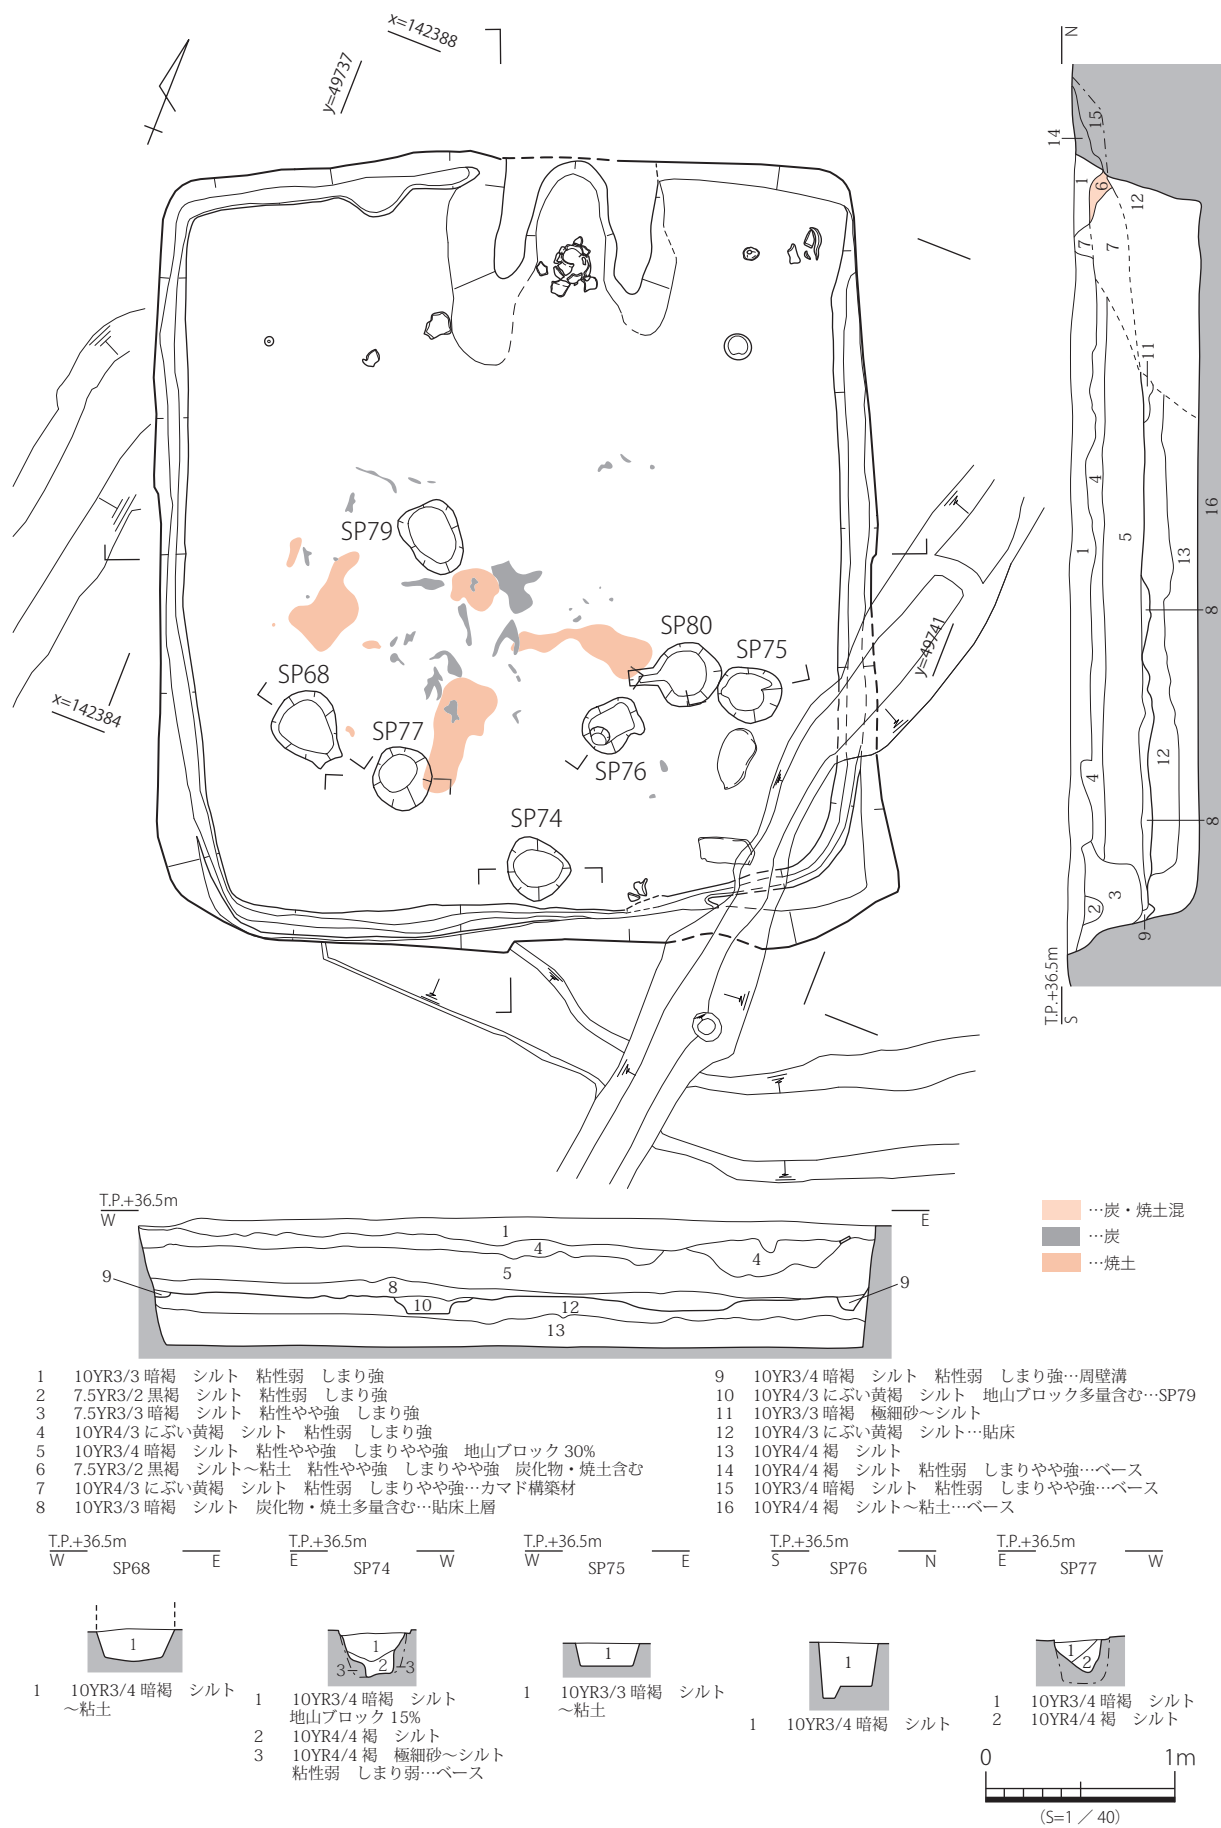 x=142388
y=49737
N
15
14
1
6
12
7
7
11
SP79
4
16
5
1
13
SP80
8
SP75
SP68
y=49741
x=142384
SP77
SP76
12
4
SP74
8
3
2
9
T.P.+36.5m
S
T.P.+36.5m
W
E
1
4
4
5
9
9
8
10
12
13
…炭・焼土混
…炭
…焼土
1 10YR3/3 暗褐 シルト 粘性弱 しまり強
2 7.5YR3/2 黒褐 シルト 粘性弱 しまり強
3 7.5YR3/3 暗褐 シルト 粘性やや強 しまり強
4 10YR4/3 にぶい黄褐 シルト 粘性弱 しまり強
5 10YR3/4 暗褐 シルト 粘性やや強 しまりやや強 地山ブロック 30%
6 7.5YR3/2 黒褐 シルト～粘土 粘性やや強 しまりやや強 炭化物・焼土含む
7 10YR4/3 にぶい黄褐 シルト 粘性弱 しまりやや強…カマド構築材
8 10YR3/3 暗褐 シルト 炭化物・焼土多量含む…貼床上層
9 10YR3/4 暗褐 シルト 粘性弱 しまり強…周壁溝
10 10YR4/3 にぶい黄褐 シルト 地山ブロック多量含む…SP79
11 10YR3/3 暗褐 極細砂～シルト
12 10YR4/3 にぶい黄褐 シルト…貼床
13 10YR4/4 褐 シルト
14 10YR4/4 褐 シルト 粘性弱 しまりやや強…ベース
15 10YR3/4 暗褐 シルト 粘性弱 しまりやや強…ベース
16 10YR4/4 褐 シルト～粘土…ベース
T.P.+36.5m
W SP68 E
1
1 10YR3/4 暗褐 シルト
～粘土
T.P.+36.5m
E SP74 W
1
2
3 3
1 10YR3/4 暗褐 シルト
地山ブロック 15%
2 10YR4/4 褐 シルト
3 10YR4/4 褐 極細砂～シルト
粘性弱 しまり弱…ベース
T.P.+36.5m
W SP75 E
1
1 10YR3/3 暗褐 シルト
～粘土
T.P.+36.5m
S SP76 N
1
1 10YR3/4 暗褐 シルト
T.P.+36.5m
E SP77 W
1
2
1 10YR3/4 暗褐 シルト
2 10YR4/4 褐 シルト
0 1m
(S=1 ／ 40)